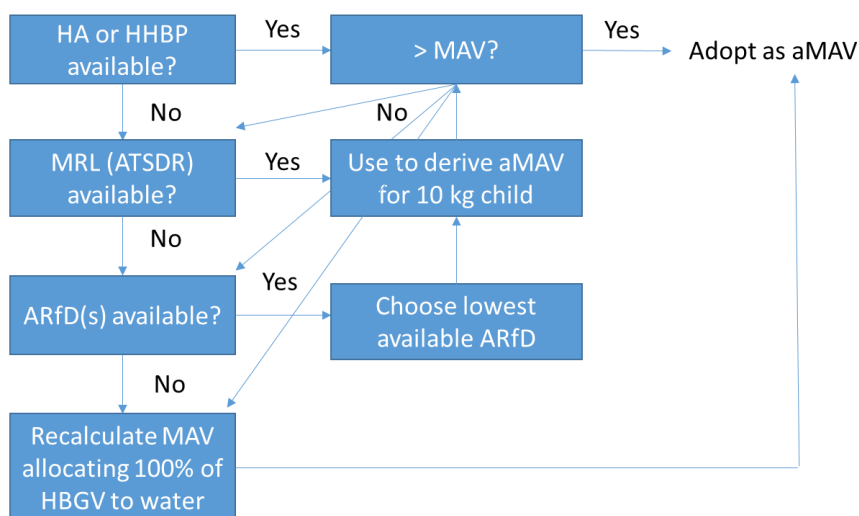 HA or HHBP
available?
Yes
> MAV?
Yes
Adopt as aMAV
No
No
MRL (ATSDR)
available?
Yes
Use to derive aMAV
for 10 kg child
No
ARfD(s) available?
Yes
Choose lowest
available ARfD
No
Recalculate MAV
allocating 100% of
HBGV to water